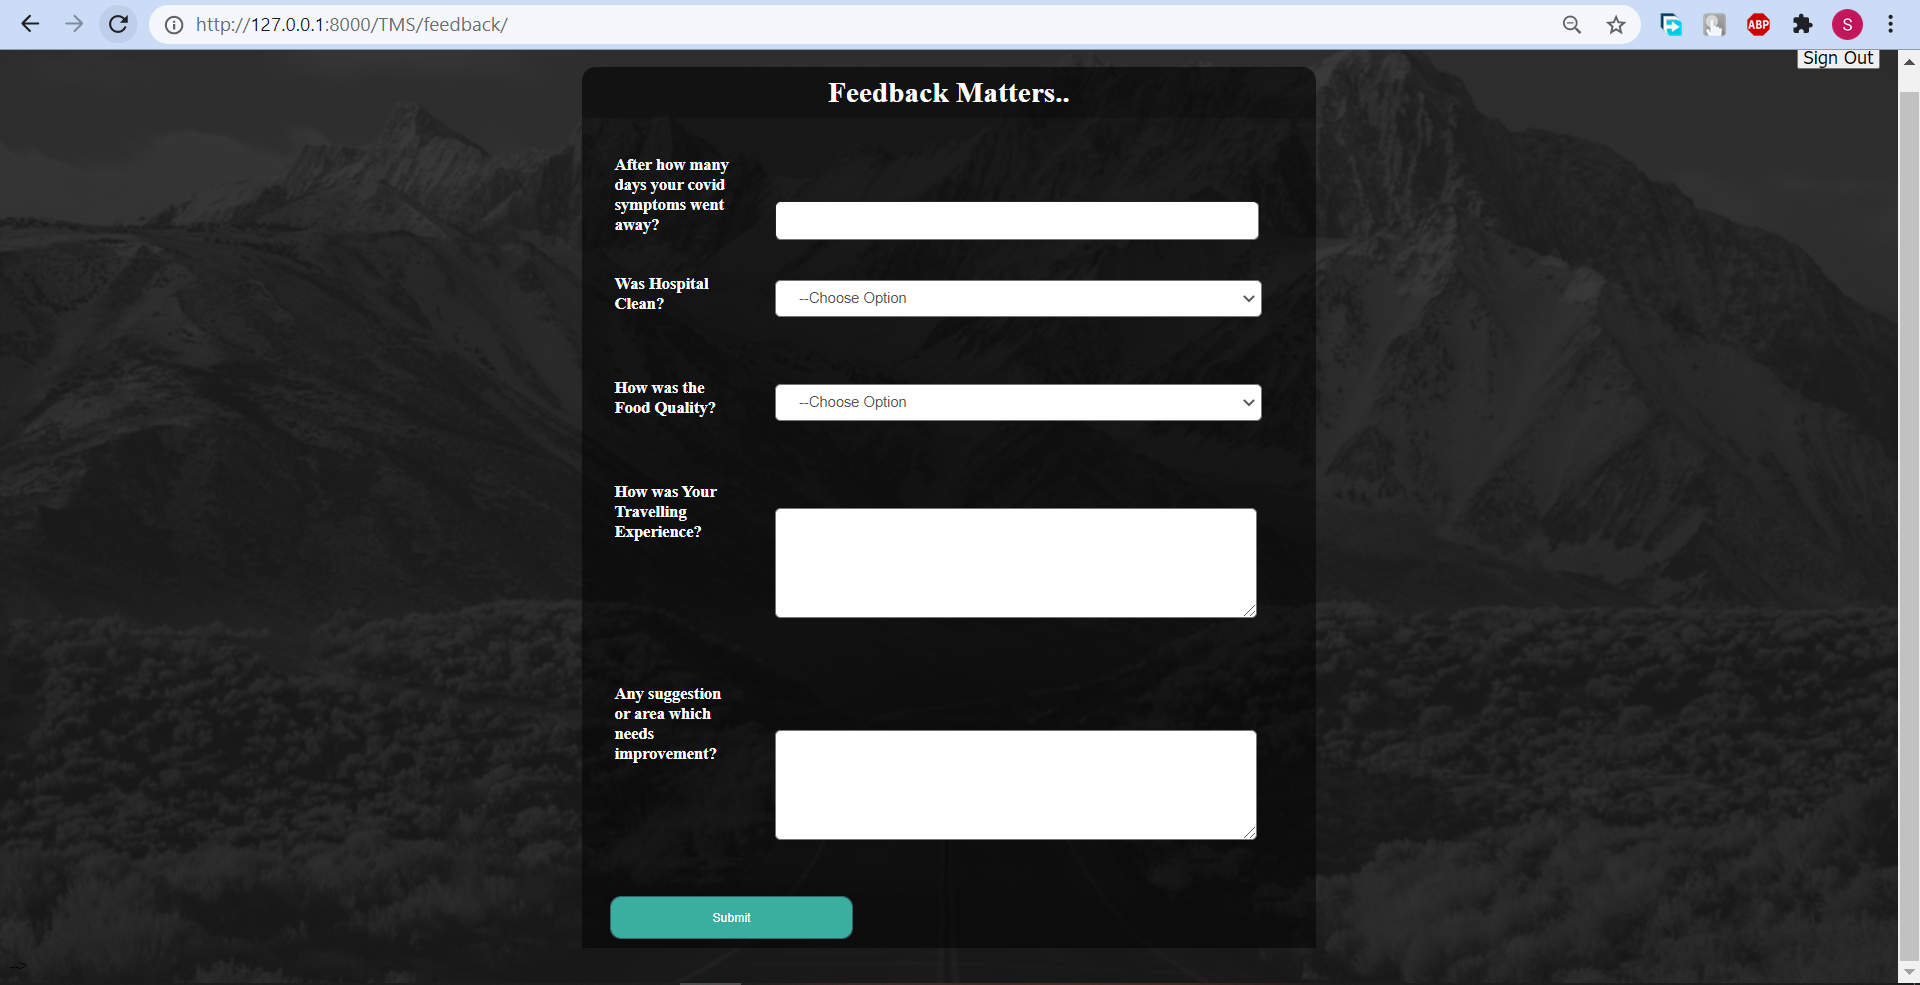 http://127.0.0.1:8000/TMS/feedback/
ABP
S
Sign Out
Feedback Matters..
After how many
days your covid
symptoms went
away?
Was Hospital
Clean?
--Choose Option
How was the
Food Quality?
--Choose Option
How was Your
Travelling
Experience?
Any suggestion
or area which
needs
improvement?
Submit
-->